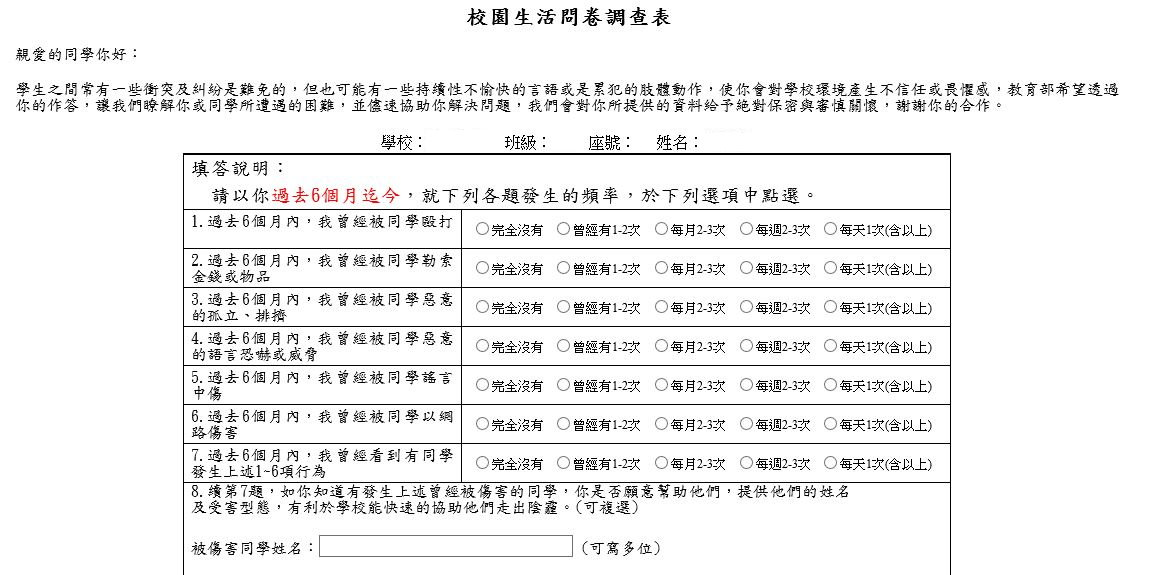 校園生活問卷調查表
親愛的同學你好：
學生之間常有一些衝突及糾紛是難免的，但也可能有一些持續性不愉快的言語或是累犯的肢體動作，使你會對學校環境產生不信任或畏懼感，教育部希望透過
你的作答，讓我們瞭解你或同學所遭遇的困難，並儘速協助你解決問題，我們會對你所提供的資料給予絕對保密與審慎關懷，謝謝你的合作。
學校： 班級： 座號： 姓名：
填答說明：
請以你過去6個月迄今，就下列各題發生的頻率，於下列選項中點選。
1.過去6個月內，我曾經被同學毆打
完全沒有 曾經有1-2次 每月2-3次 每週2-3次 每天1次(含以上)
2.過去6個月內，我曾經被同學勒索
金錢或物品
完全沒有 曾經有1-2次 每月2-3次 每週2-3次 每天1次(含以上)
3.過去6個月內，我曾經被同學惡意
的孤立、排擠
完全沒有 曾經有1-2次 每月2-3次 每週2-3次 每天1次(含以上)
4.過去6個月內，我曾經被同學惡意
的語言恐嚇或威脅
完全沒有 曾經有1-2次 每月2-3次 每週2-3次 每天1次(含以上)
5.過去6個月內，我曾經被同學謠言
中傷
完全沒有 曾經有1-2次 每月2-3次 每週2-3次 每天1次(含以上)
6.過去6個月內，我曾經被同學以網
路傷害
完全沒有 曾經有1-2次 每月2-3次 每週2-3次 每天1次(含以上)
7.過去6個月內，我曾經看到有同學
發生上述1~6項行為
完全沒有 曾經有1-2次 每月2-3次 每週2-3次 每天1次(含以上)
8.續第7題，如你知道有發生上述曾經被傷害的同學，你是否願意幫助他們，提供他們的姓名
及受害型態，有利於學校能快速的協助他們走出陰霾。(可複選)
被傷害同學姓名： (可寫多位)